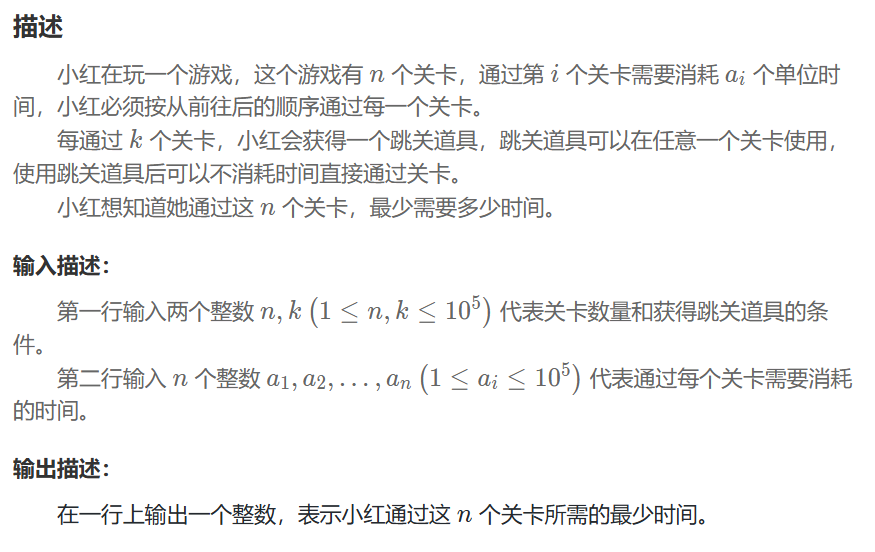 描述
小红在玩一个游戏，这个游戏有 n 个关卡，通过第 i 个关卡需要消耗 a_i 个单位时
间，小红必须按从前往后的顺序通过每一个关卡。
每通过 k 个关卡，小红会获得一个跳关道具，跳关道具可以在任意一个关卡使用，
使用跳关道具后可以不消耗时间直接通过关卡。
小红想知道她通过这 n 个关卡，最少需要多少时间。
输入描述：
第一行输入两个整数 n, k (1 ≤ n, k ≤ 10^5) 代表关卡数量和获得跳关道具的条
件。
第二行输入 n 个整数 a_1, a_2, …, a_n (1 ≤ a_i ≤ 10^5) 代表通过每个关卡需要消耗
的时间。
输出描述：
在一行上输出一个整数，表示小红通过这 n 个关卡所需的最少时间。